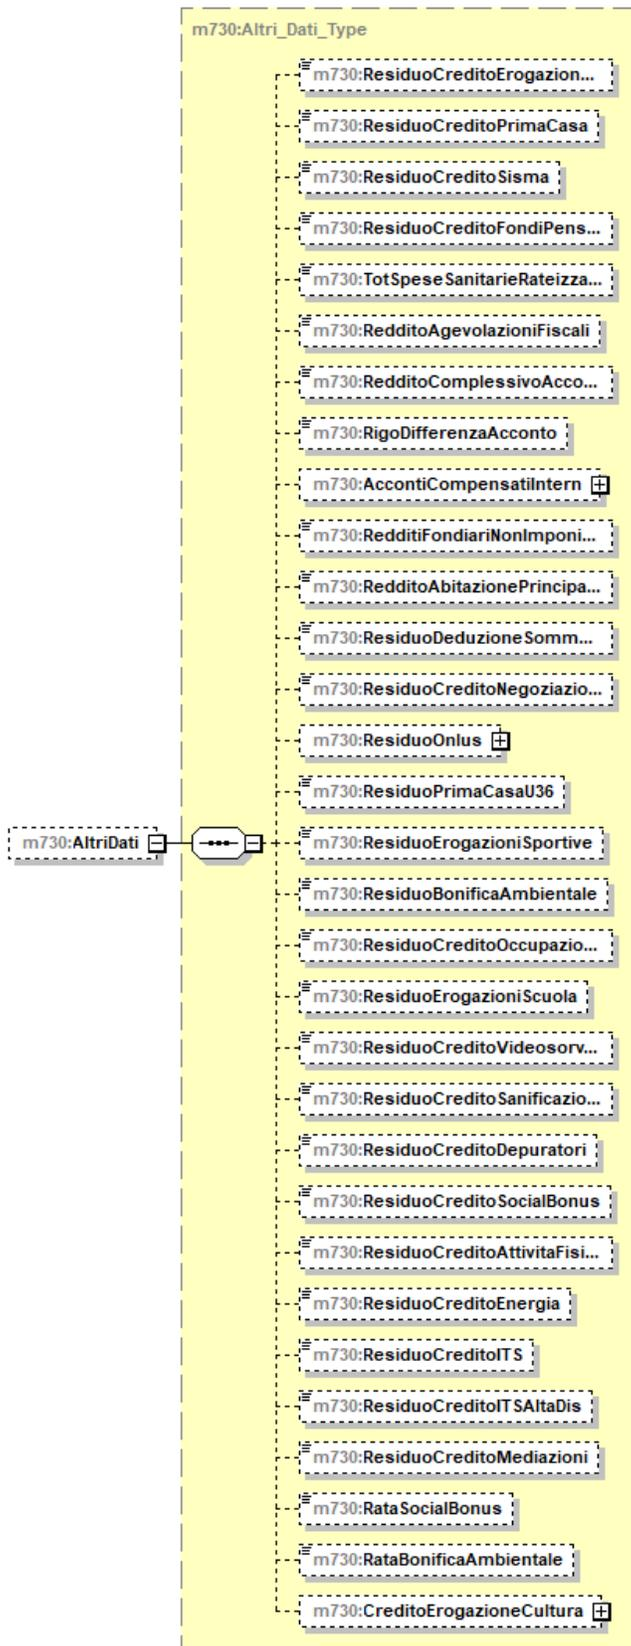 m730:Altri_Dati_Type
m730:ResiduoCreditoErogazion...
m730:ResiduoCreditoPrimaCasa
m730:ResiduoCreditoSisma
m730:ResiduoCreditoFondiPens...
m730:TotSpeseSanitarieRateizza...
m730:RedditoAgevolazioniFiscali
m730:RedditoComplessivoAcco...
m730:RigoDifferenzaAcconto
m730:AccontiCompensatiIntern
m730:RedditiFondiariNonImponi...
m730:RedditoAbitazionePrincipa...
m730:ResiduoDeduzioneSomm...
m730:ResiduoCreditoNegoziazio...
m730:ResiduoOnlus
m730:ResiduoPrimaCasaU36
m730:AltriDati
m730:ResiduoErogazioniSportive
m730:ResiduoBonificaAmbientale
m730:ResiduoCreditoOccupazio...
m730:ResiduoErogazioniScuola
m730:ResiduoCreditoVideosorv...
m730:ResiduoCreditoSanificazio...
m730:ResiduoCreditoDepuratori
m730:ResiduoCreditoSocialBonus
m730:ResiduoCreditoAttivitaFisi...
m730:ResiduoCreditoEnergia
m730:ResiduoCreditoITS
m730:ResiduoCreditoITSAltaDis
m730:ResiduoCreditoMediazioni
m730:RataSocialBonus
m730:RataBonificaAmbientale
m730:CreditoErogazioneCultura